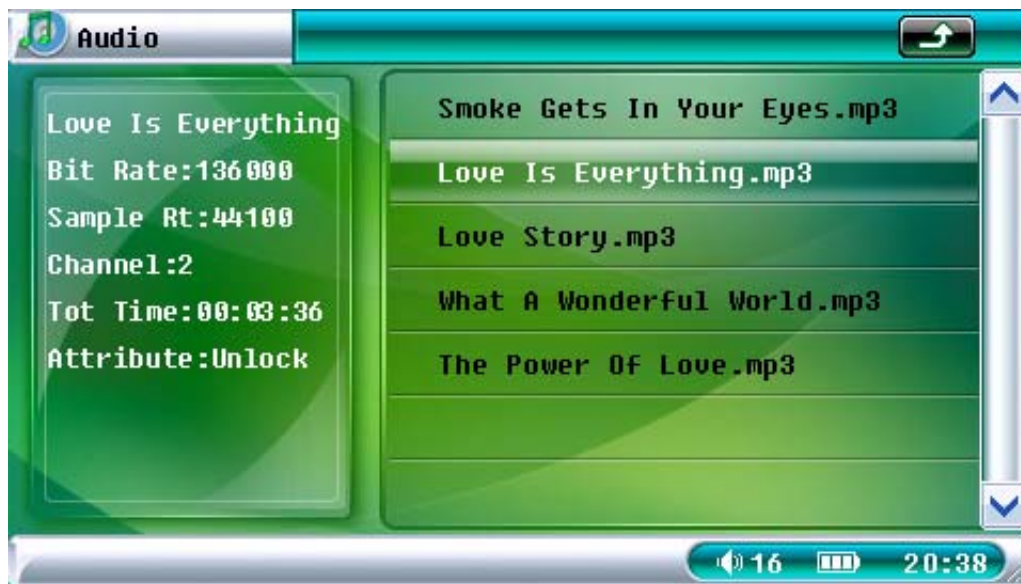 Audio
Love Is Everything
Bit Rate:136000
Sample Rt:44100
Channel:2
Tot Time:00:03:36
Attribute:Unlock
Smoke Gets In Your Eyes.mp3
Love Is Everything.mp3
Love Story.mp3
What A Wonderful World.mp3
The Power Of Love.mp3
16 20:38